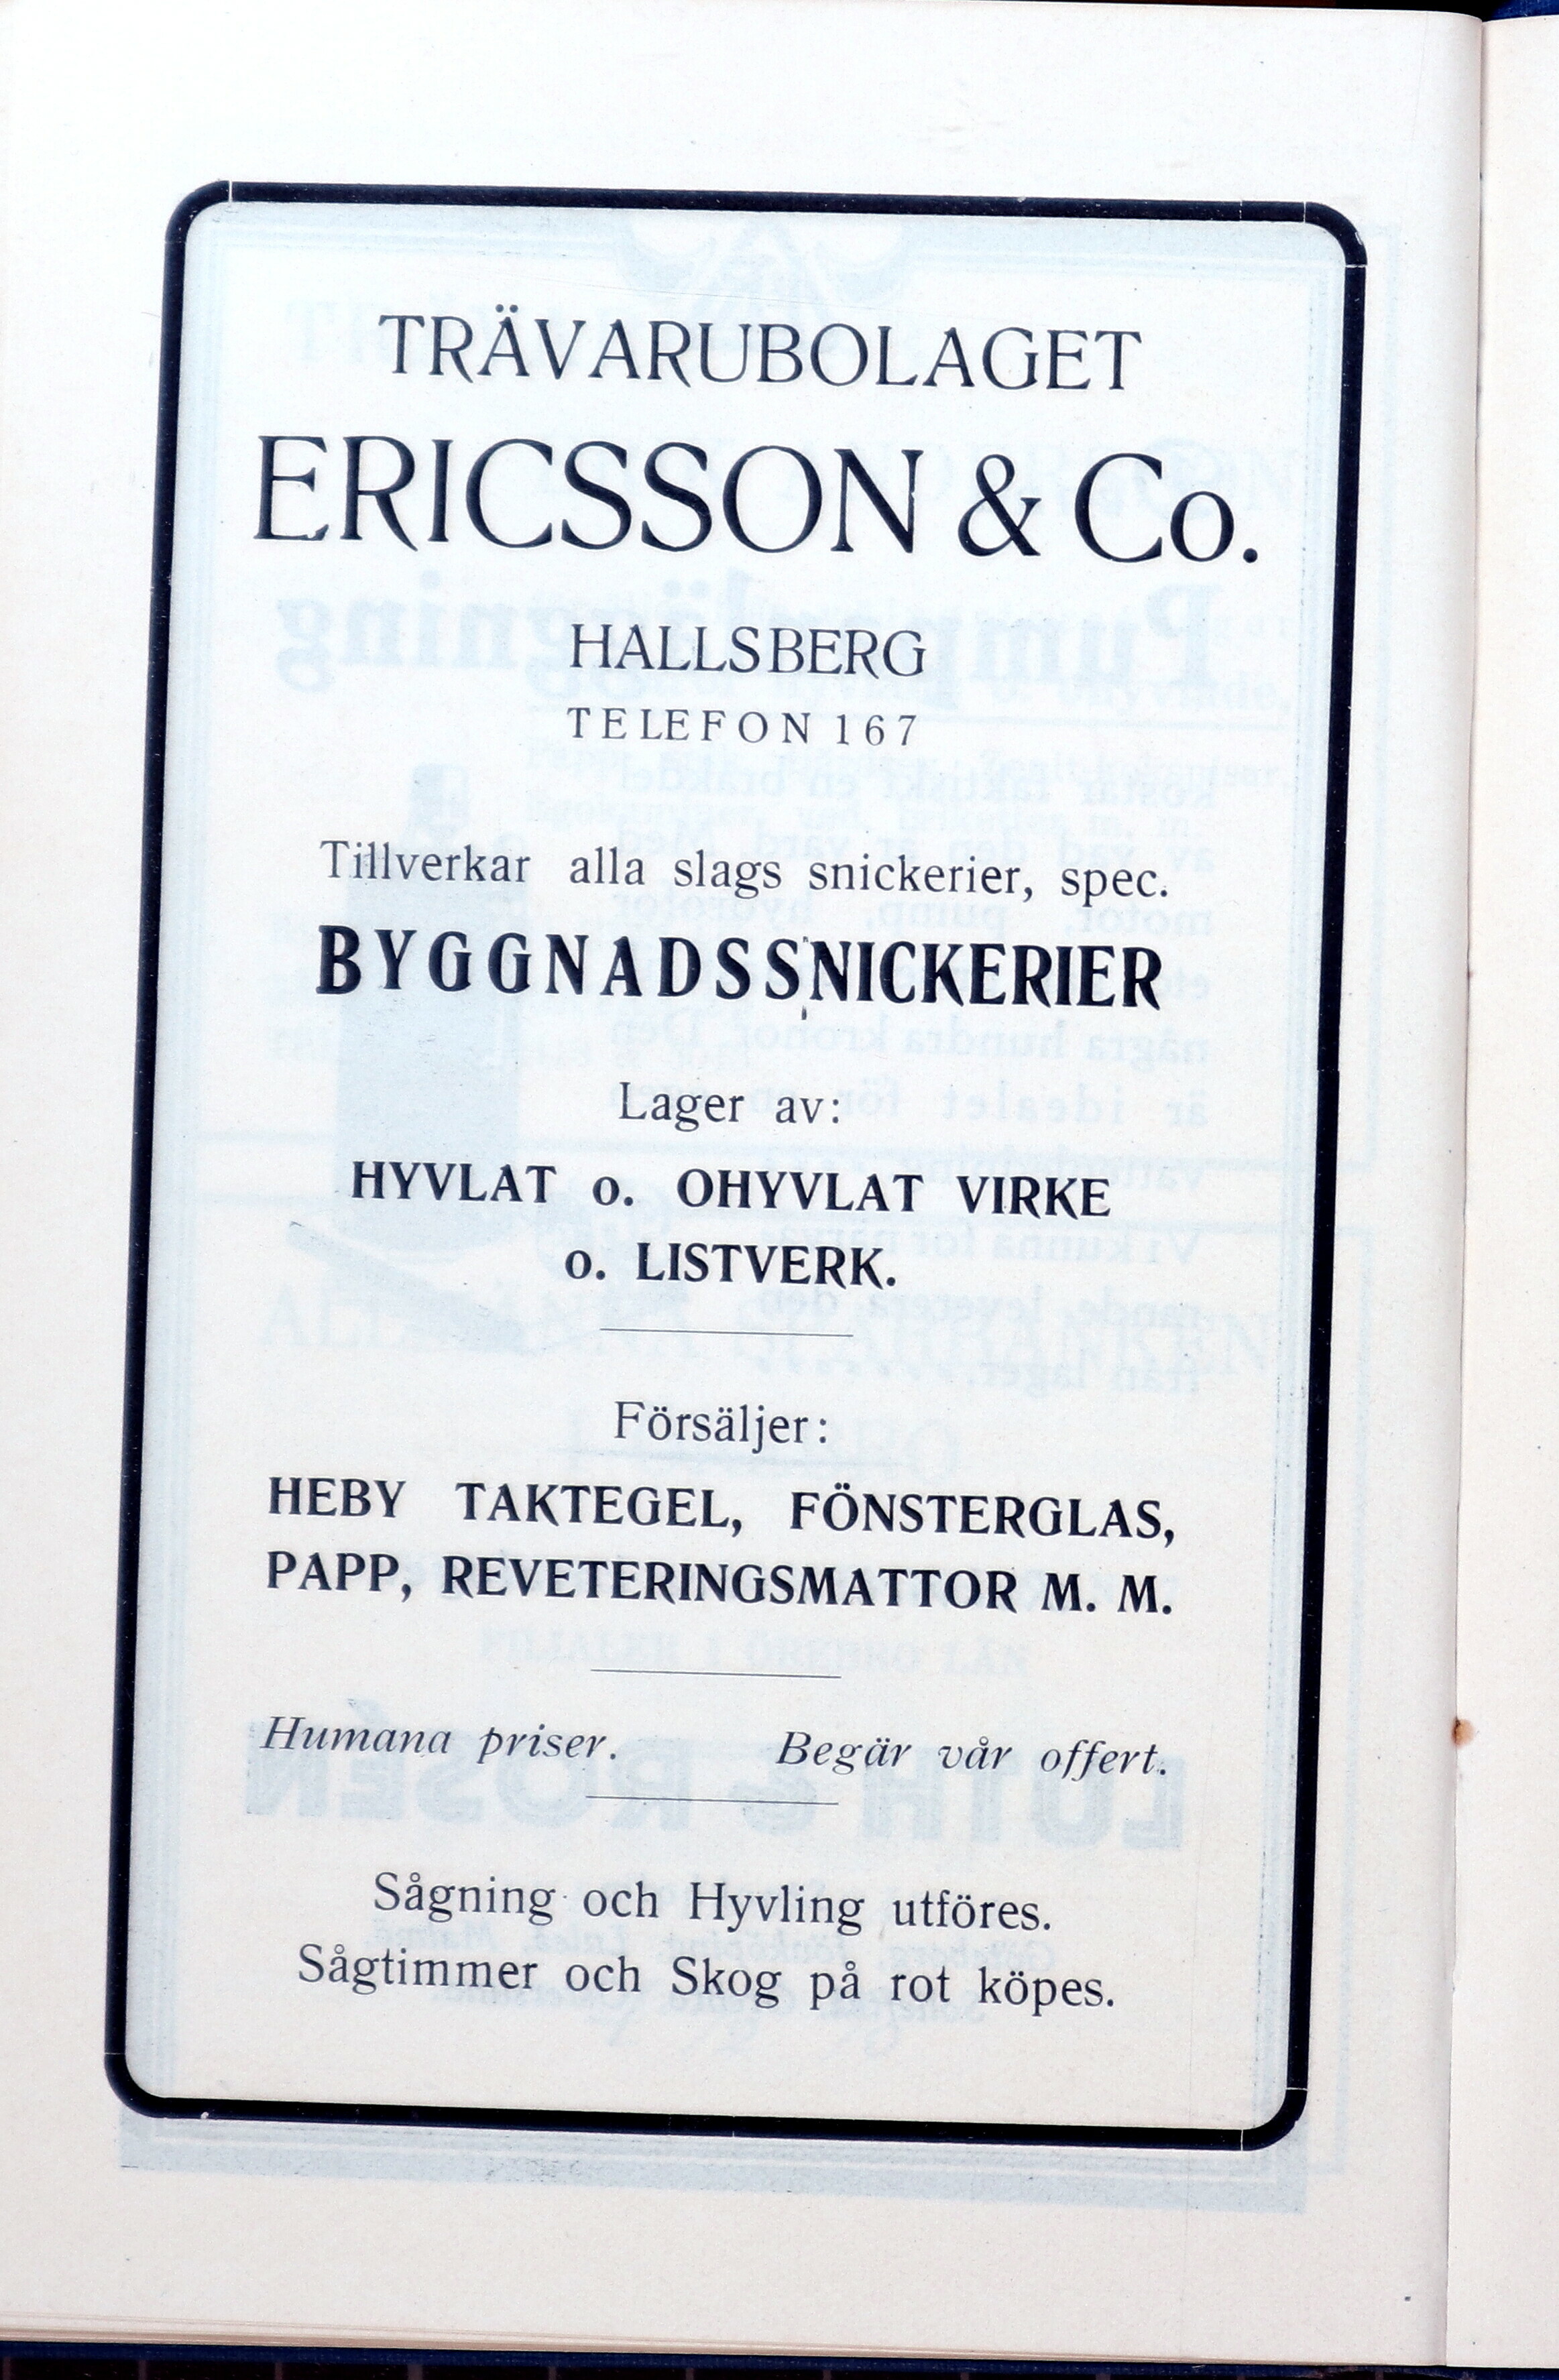 TRÄVARUBOLAGET
ERICSSON & Co.
HALLSBERG
TELEFON 167
Tillverkar alla slags snickerier, spec.
BYGGNADSSNICKERIER
Lager av:
HYVLAT o. OHYVLAT VIRKE
o. LISTVERK.
Försäljer:
HEBY TAKTEGEL, FÖNSTERGLAS,
PAPP, REVETERINGSMATTOR M. M.
Humana priser. Begär vår offert.
Sågning och Hyvling utföres.
Sågtimmer och Skog på rot köpes.